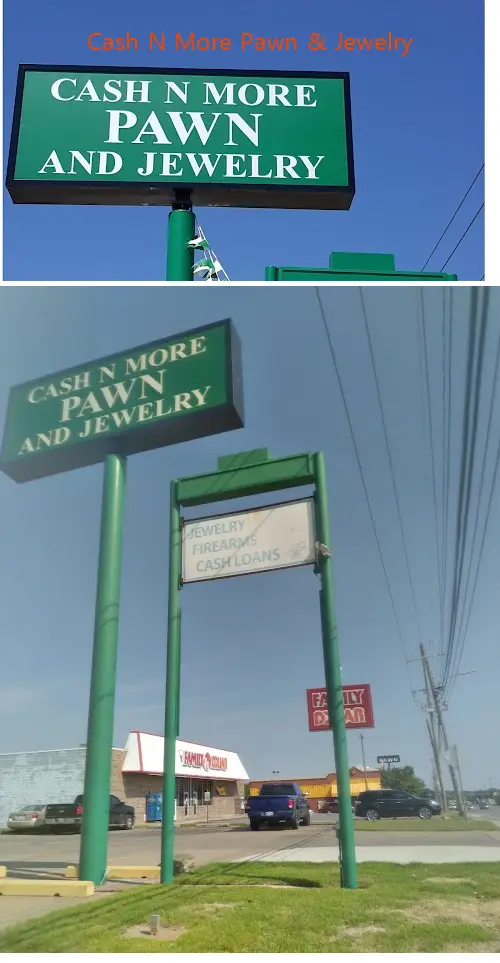 Cash N More Pawn & Jewelry
CASH N MORE
PAWN
AND JEWELRY
CASH N MORE
PAWN
AND JEWELRY
JEWELRY
FIREARMS
CASH LOANS
FAMILY
FAMILY DOLLAR